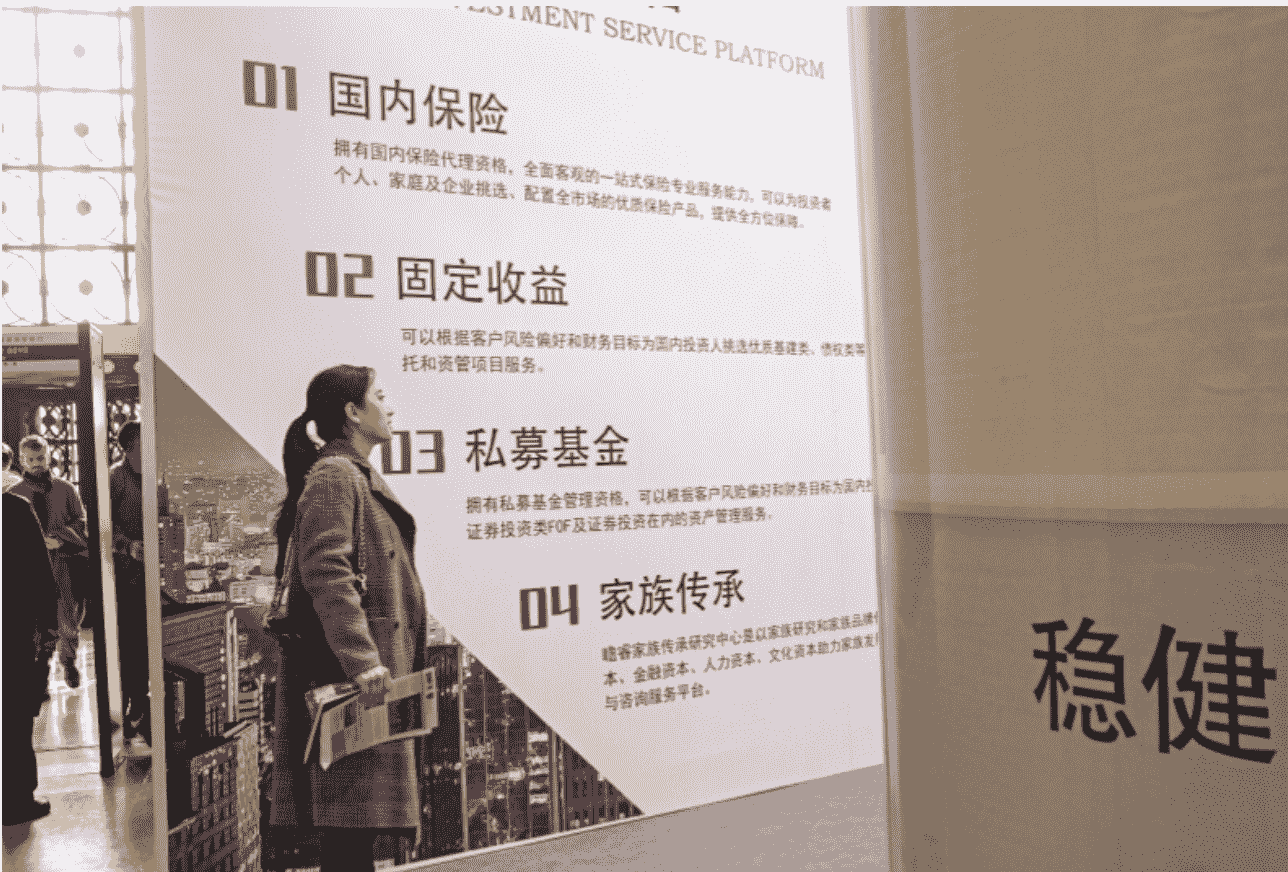 INVESTMENT SERVICE PLATFORM
01 国内保险
拥有国内保险代理资格，全面客观的一站式保险专业服务能力，可以为投资者
个人、家庭及企业挑选、配置全市场的优质保险产品，提供全方位保障。
02 固定收益
可以根据客户风险偏好和财务目标为国内投资人挑选优质基建类、债权类等
托和资管项目服务。
03 私募基金
拥有私募基金管理资格，可以根据客户风险偏好和财务目标为国内
证券投资类FOF及证券投资在内的资产管理服务。
04 家族传承
瞻睿家族传承研究中心是以家族研究和家族品牌
本、金融资本、人力资本、文化资本助力家族发
与咨询服务平台。
稳健